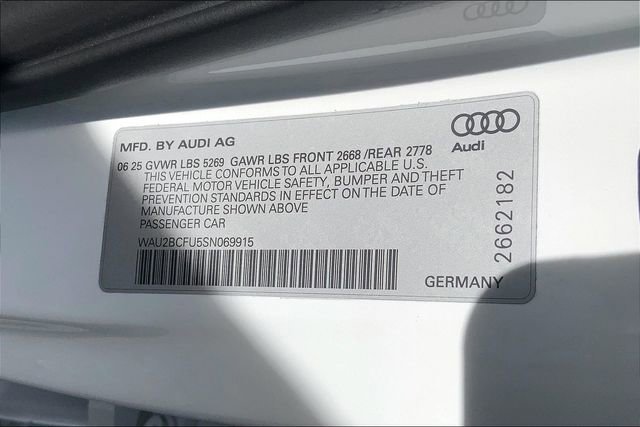 MFD. BY AUDI AG
06 25 GVWR LBS 5269 GAWR LBS FRONT 2668 /REAR 2778
THIS VEHICLE CONFORMS TO ALL APPLICABLE U.S.
FEDERAL MOTOR VEHICLE SAFETY, BUMPER AND THEFT
PREVENTION STANDARDS IN EFFECT ON THE DATE OF
MANUFACTURE SHOWN ABOVE
PASSENGER CAR
WAU2BCFU5SN069915
Audi
2662182
GERMANY